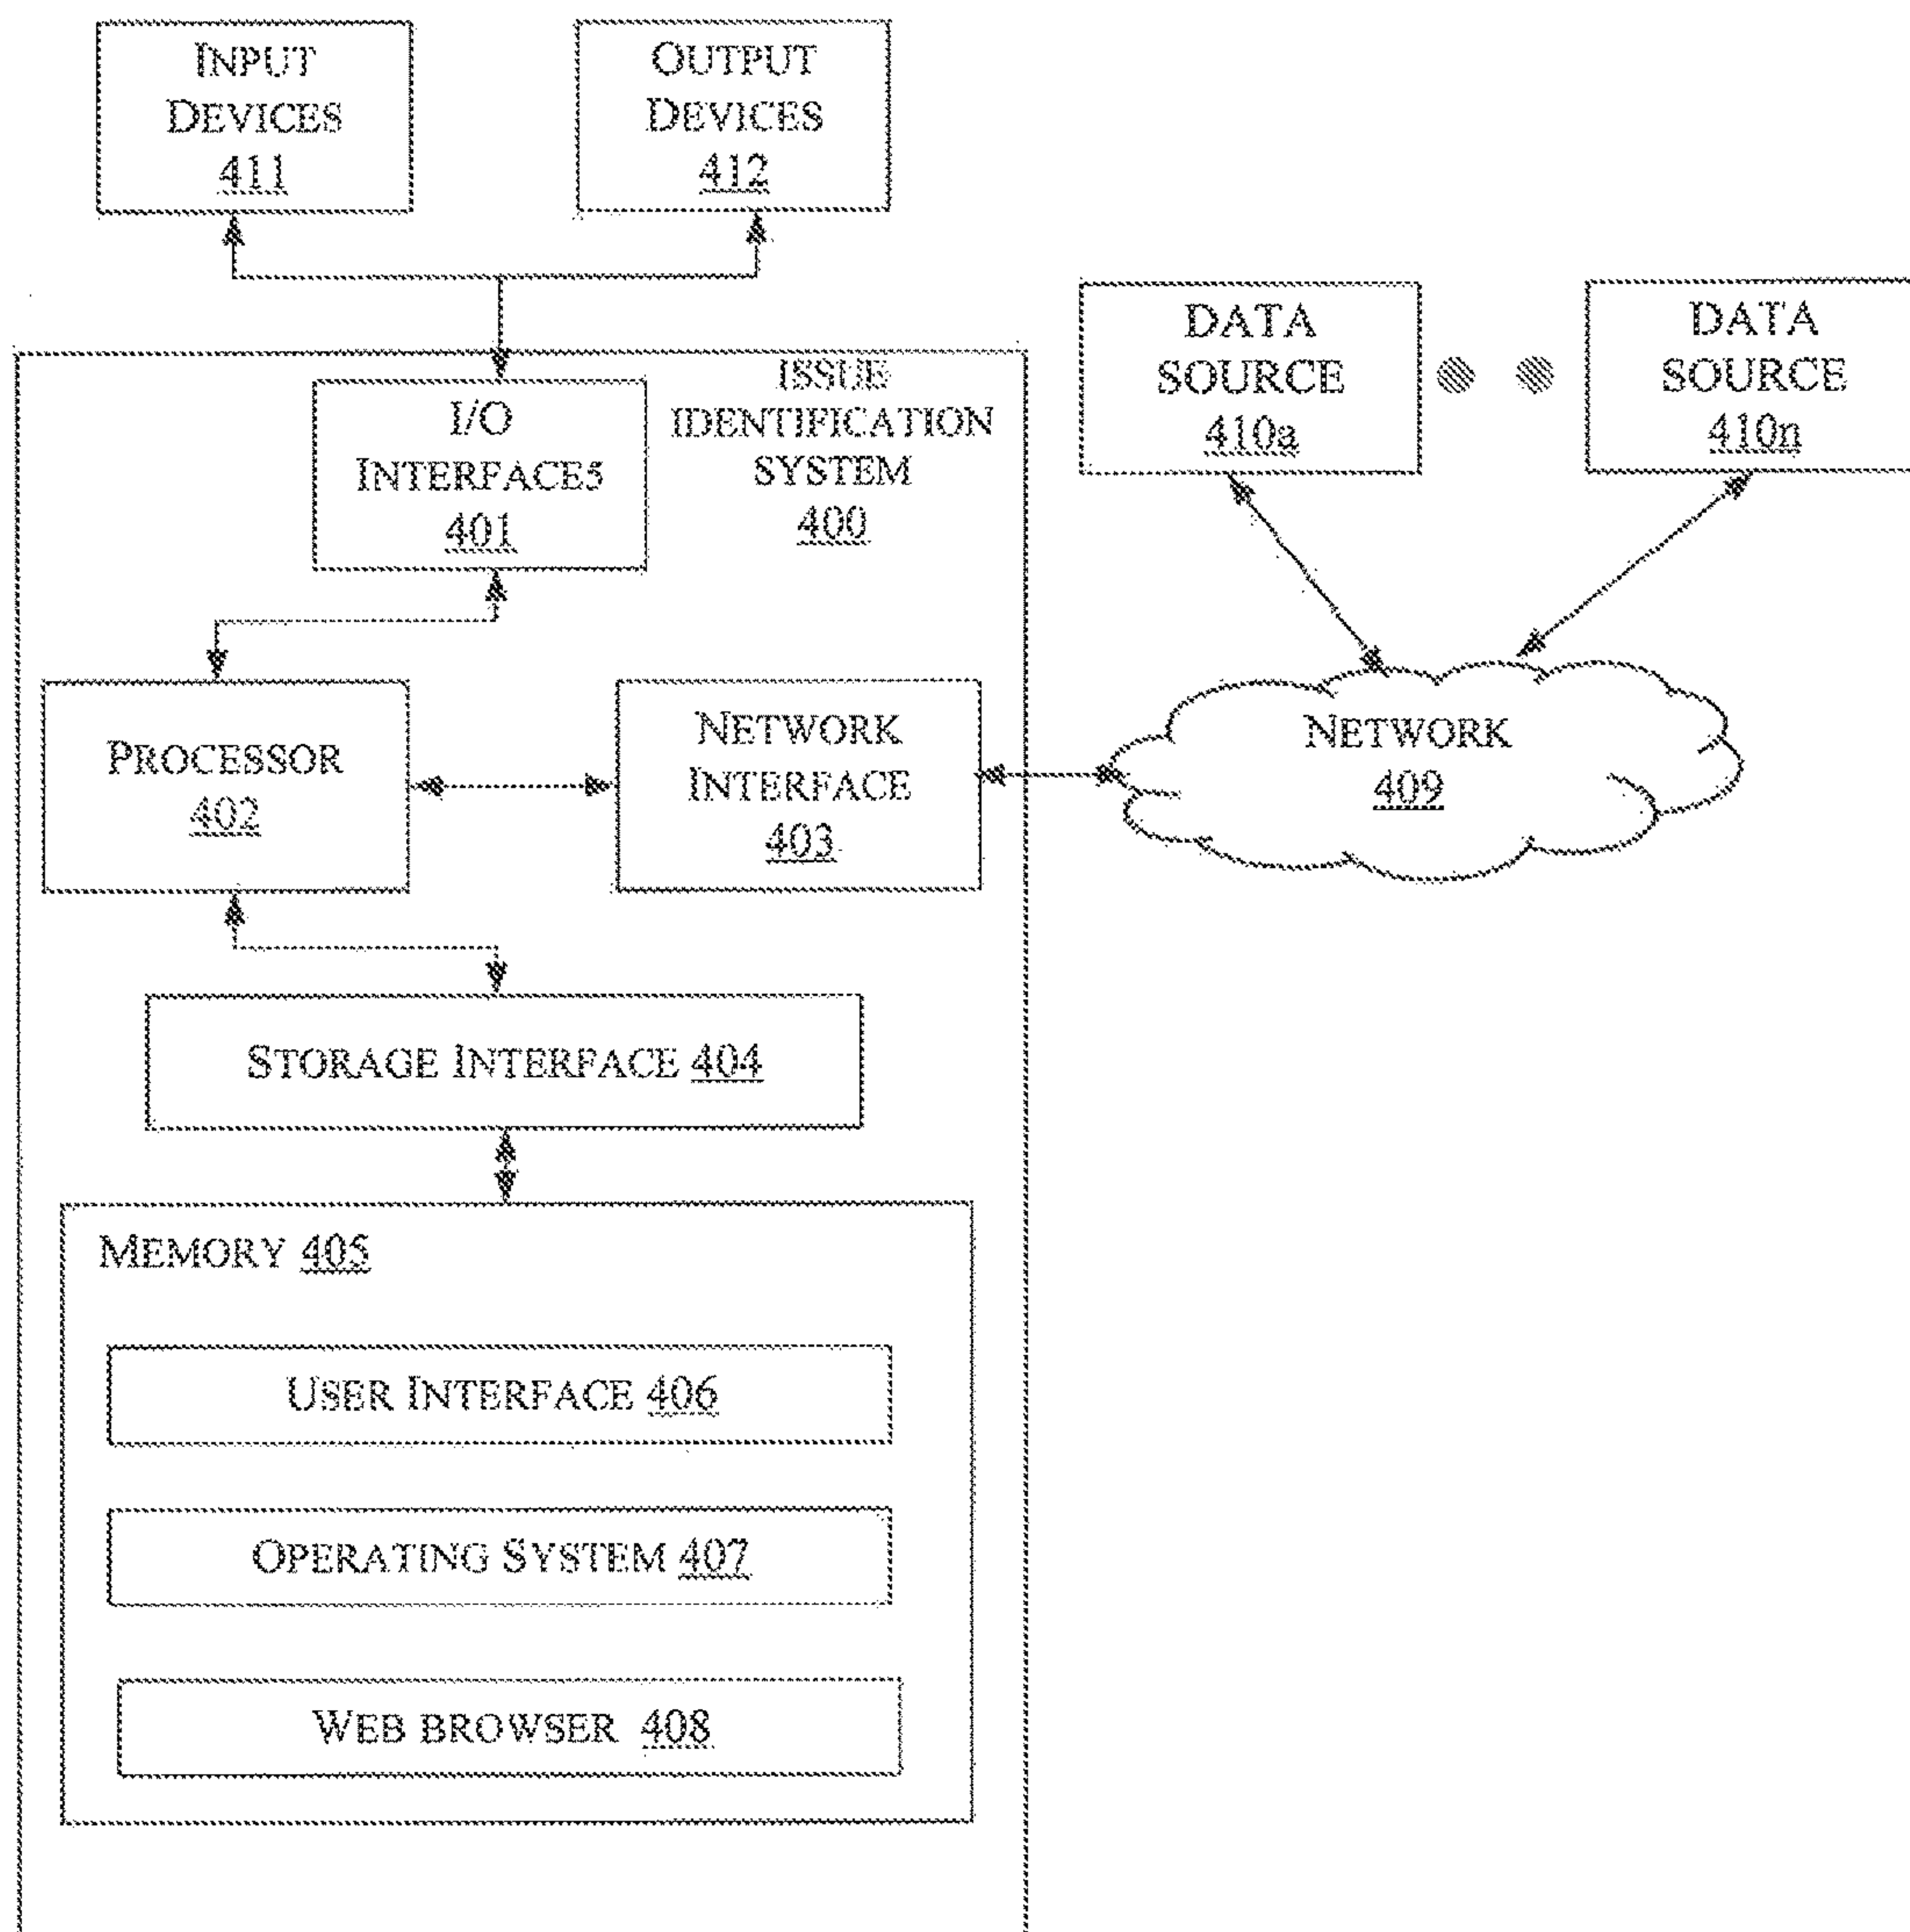 INPUT
DEVICES
411
OUTPUT
DEVICES
412
ISSUE
IDENTIFICATION
SYSTEM
400
I/O
INTERFACE5
401
DATA
SOURCE
410a
DATA
SOURCE
410n
PROCESSOR
402
NETWORK
INTERFACE
403
NETWORK
409
STORAGE INTERFACE 404
MEMORY 405
USER INTERFACE 406
OPERATING SYSTEM 407
WEB BROWSER 408